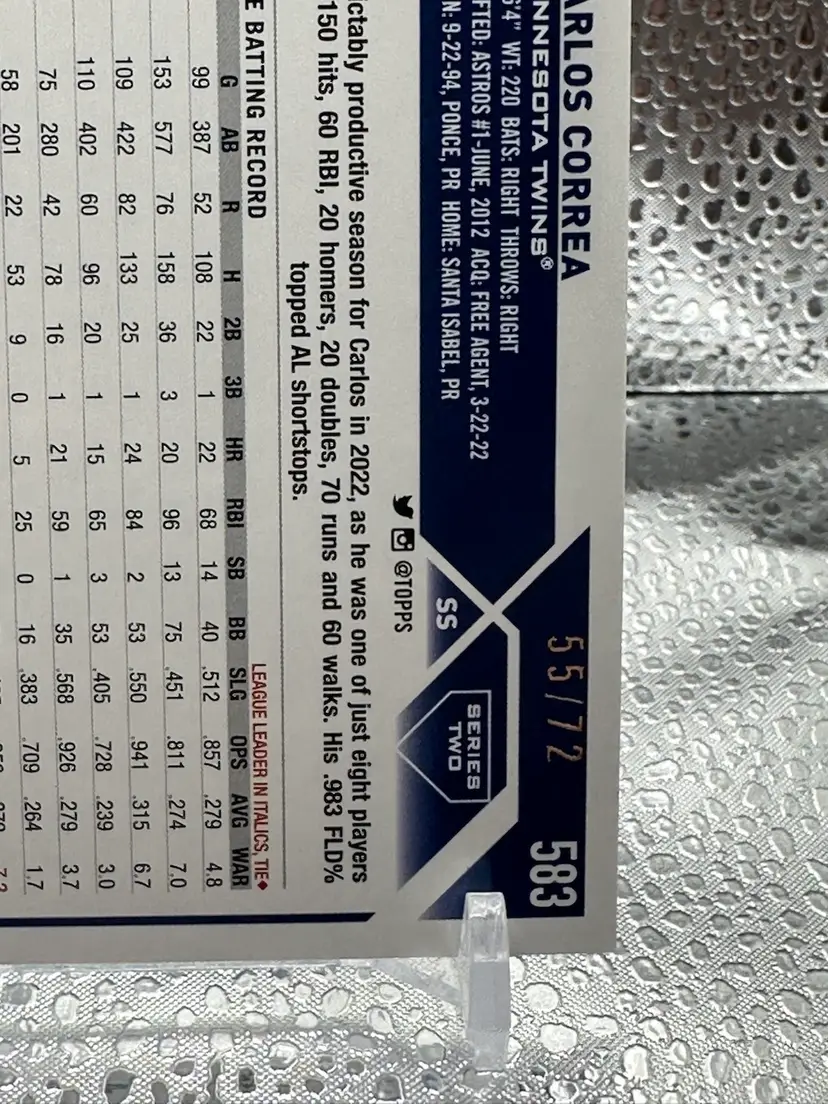 ARLOS CORREA
55/72
583
NNESOTA TWINS®
6'4" WT: 220 BATS: RIGHT THROWS: RIGHT
FTED: ASTROS #1-JUNE, 2012 ACQ: FREE AGENT, 3-22-22
N: 9-22-94, PONCE, PR HOME: SANTA ISABEL, PR
SS
SERIES
TWO
@TOPPS
ctably productive season for Carlos in 2022, as he was one of just eight players
150 hits, 60 RBI, 20 homers, 20 doubles, 70 runs and 60 walks. His .983 FLD%
topped AL shortstops.
E BATTING RECORD
LEAGUE LEADER IN ITALICS, TIE◆
G AB R H 2B 3B HR RBI SB BB SLG OPS AVG WAR
99 387 52 108 22 1 22 68 14 40 .512 .857 .279 4.8
153 577 76 158 36 3 20 96 13 75 .451 .811 .274 7.0
109 422 82 133 25 1 24 84 2 53 .550 .941 .315 6.7
110 402 60 96 20 1 15 65 3 53 .405 .728 .239 3.0
75 280 42 78 16 1 21 59 1 35 .568 .926 .279 3.7
58 201 22 53 9 0 5 25 0 16 .383 .709 .264 1.7